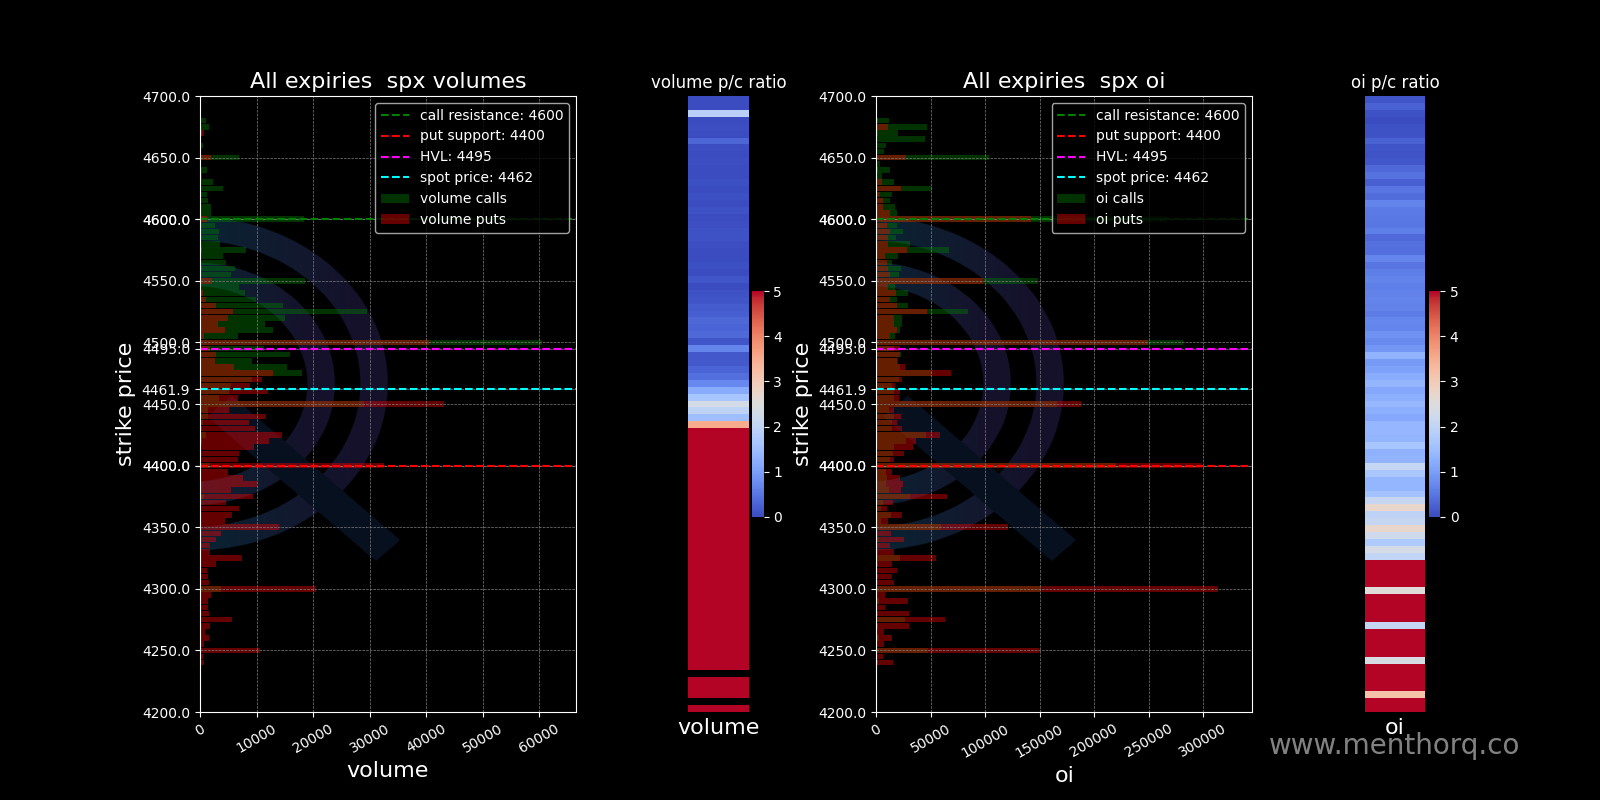 All expiries  spx volumes
4700.0
4650.0
4600.0
4550.0
4500.0
4495.0
4461.9
4450.0
4400.0
4350.0
4300.0
4250.0
4200.0
strike price
call resistance: 4600
put support: 4400
HVL: 4495
spot price: 4462
volume calls
volume puts
0
10000
20000
30000
40000
50000
60000
volume
volume p/c ratio
5
4
3
2
1
0
volume
All expiries  spx oi
4700.0
4650.0
4600.0
4550.0
4500.0
4495.0
4461.9
4450.0
4400.0
4350.0
4300.0
4250.0
4200.0
strike price
call resistance: 4600
put support: 4400
HVL: 4495
spot price: 4462
oi calls
oi puts
0
50000
100000
150000
200000
250000
300000
oi
oi p/c ratio
5
4
3
2
1
0
oi
www.menthorq.co